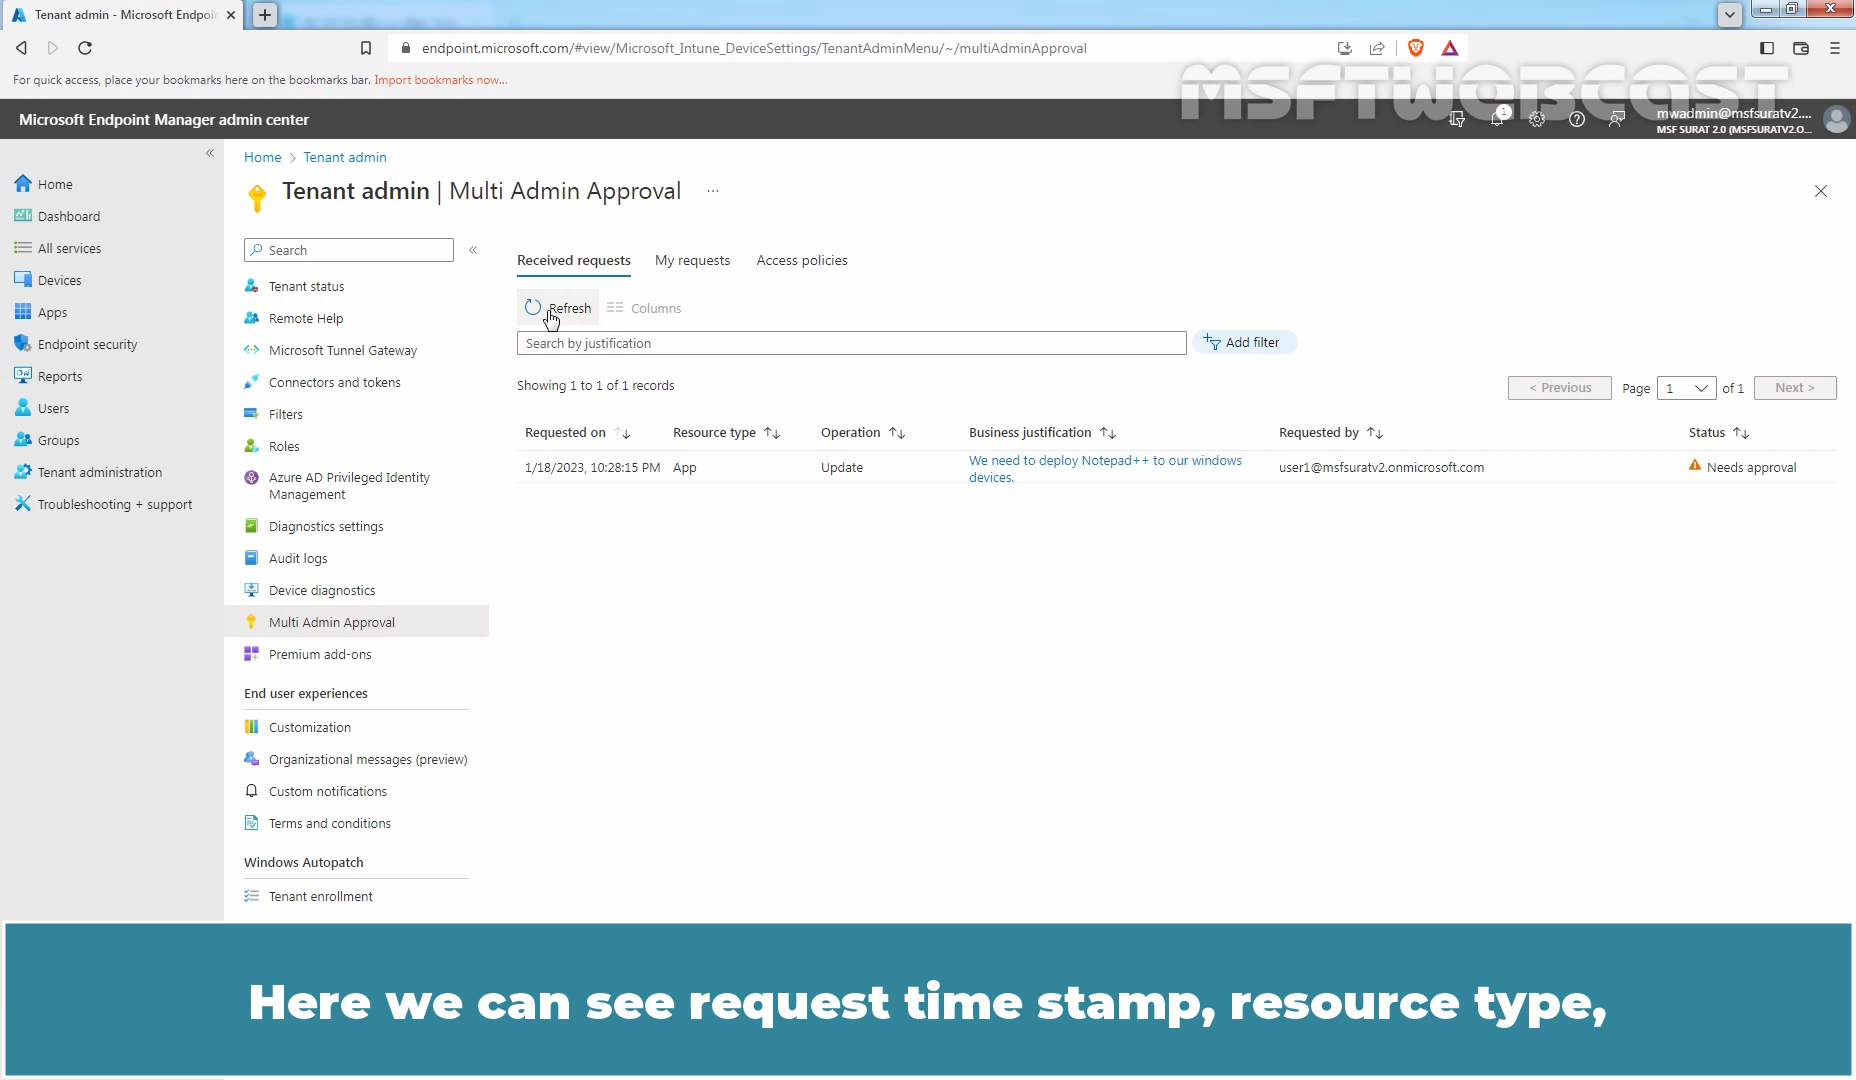 Tenant admin - Microsoft Endpoi
endpoint.microsoft.com/#view/Microsoft_Intune_DeviceSettings/TenantAdminMenu/~/multiAdminApproval
For quick access, place your bookmarks here on the bookmarks bar. Import bookmarks now...
MSFTWEBCAST
Microsoft Endpoint Manager admin center
1
mwadmin@msfsuratv2....
MSF SURAT 2.0 (MSFSURATV2.O...
Home > Tenant admin
Tenant admin | Multi Admin Approval ...
Home
Dashboard
All services
Devices
Apps
Endpoint security
Reports
Users
Groups
Tenant administration
Troubleshooting + support
Search
Tenant status
Remote Help
Microsoft Tunnel Gateway
Connectors and tokens
Filters
Roles
Azure AD Privileged Identity
Management
Diagnostics settings
Audit logs
Device diagnostics
Multi Admin Approval
Premium add-ons
End user experiences
Customization
Organizational messages (preview)
Custom notifications
Terms and conditions
Windows Autopatch
Tenant enrollment
Received requests My requests Access policies
Refresh Columns
Search by justification Add filter
Showing 1 to 1 of 1 records < Previous Page 1 of 1 Next >
Requested on Resource type Operation Business justification Requested by Status
1/18/2023, 10:28:15 PM App Update We need to deploy Notepad++ to our windows user1@msfsuratv2.onmicrosoft.com Needs approval
devices.
Here we can see request time stamp, resource type,